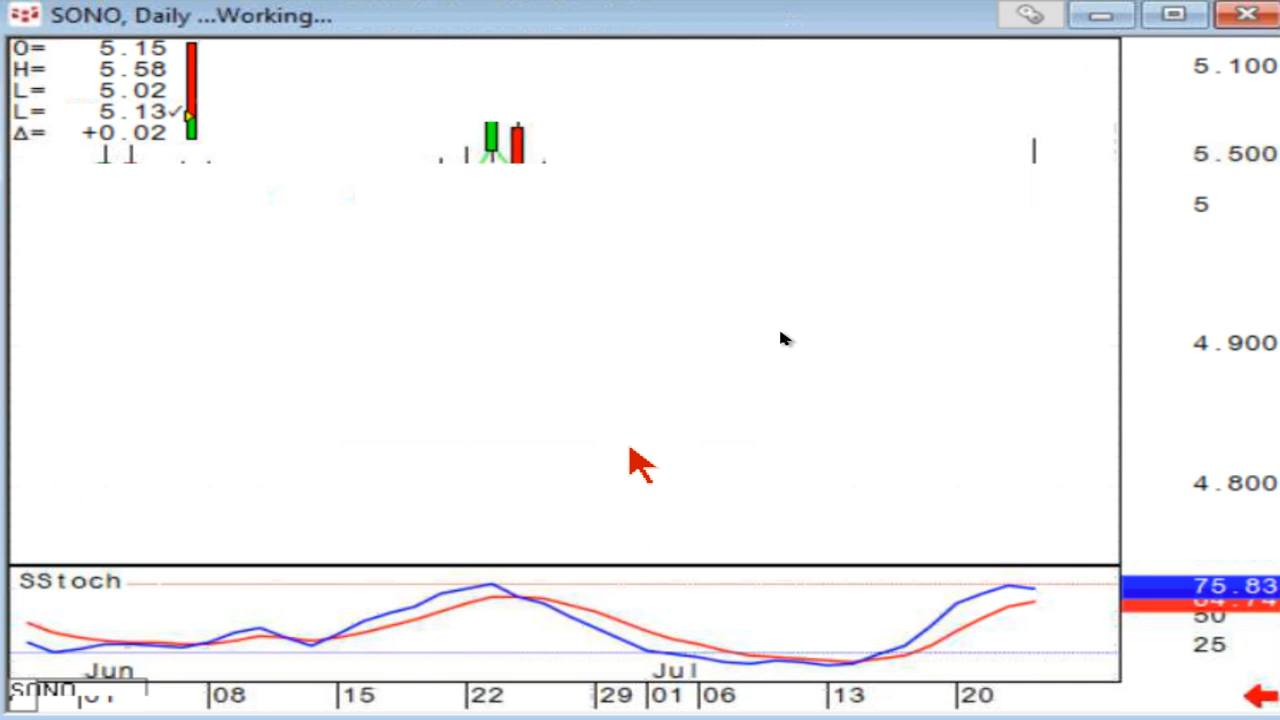 SONO, Daily ...Working...
O= 5.15
H= 5.58
L= 5.02
L= 5.13✓
Δ= +0.02
5.100
5.500
5
4.900
4.800
SStoch
75.83
50
25
Jun
Jul
SONO
08
15
22
29
01
06
13
20